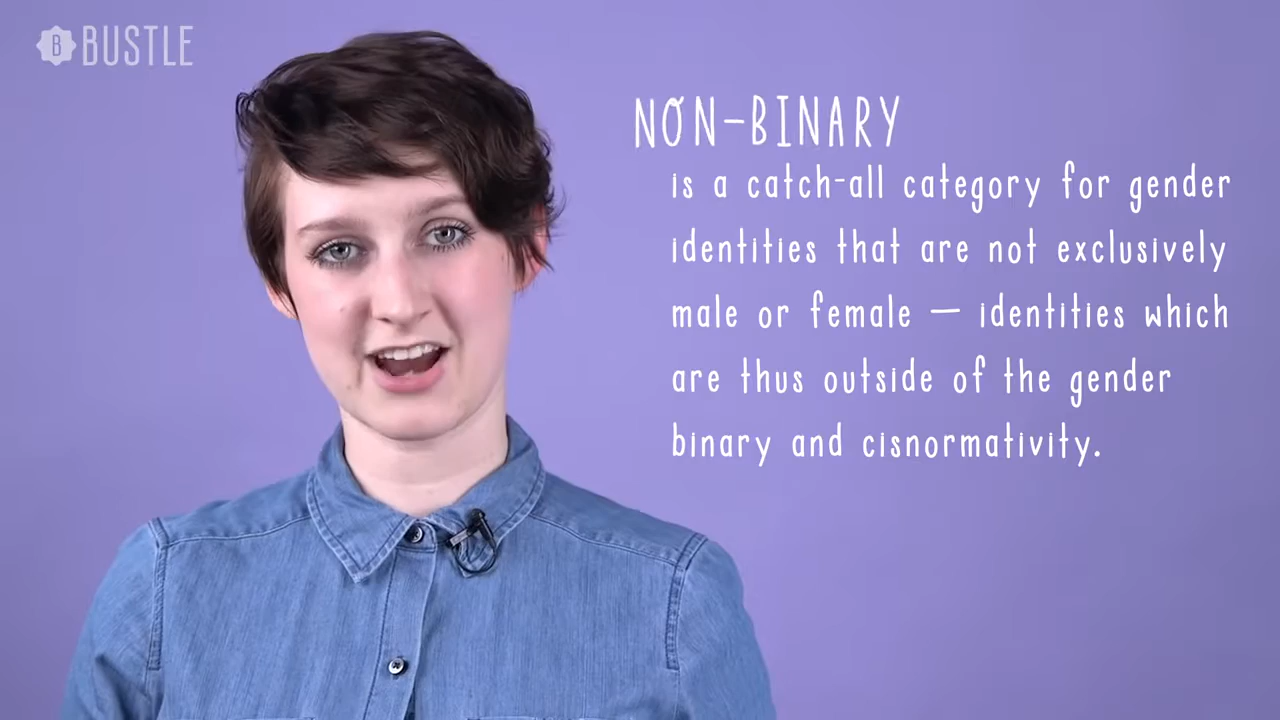 BUSTLE
NON-BINARY
is a catch-all category for gender
identities that are not exclusively
male or female — identities which
are thus outside of the gender
binary and cisnormativity.